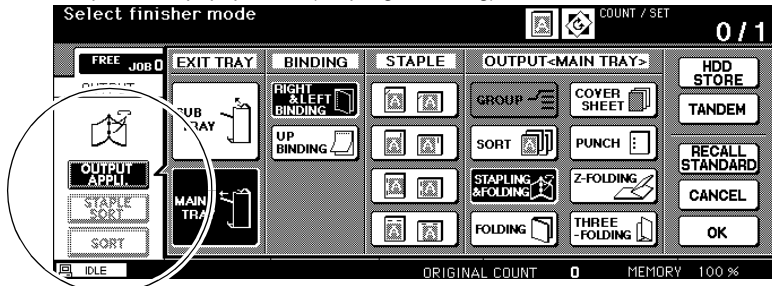 Select finisher mode
COUNT / SET
0 / 1
FREE JOB 0
EXIT TRAY
BINDING
STAPLE
OUTPUT<MAIN TRAY>
HDD
STORE
OUTPUT
SUB
TRAY
RIGHT
&LEFT
BINDING
GROUP
COVER
SHEET
TANDEM
UP
BINDING
SORT
PUNCH
RECALL
STANDARD
OUTPUT
APPLI.
STAPLING
&FOLDING
Z-FOLDING
STAPLE
SORT
MAIN
TRAY
CANCEL
SORT
FOLDING
THREE
-FOLDING
OK
IDLE
ORIGINAL COUNT 0 MEMORY 100 %